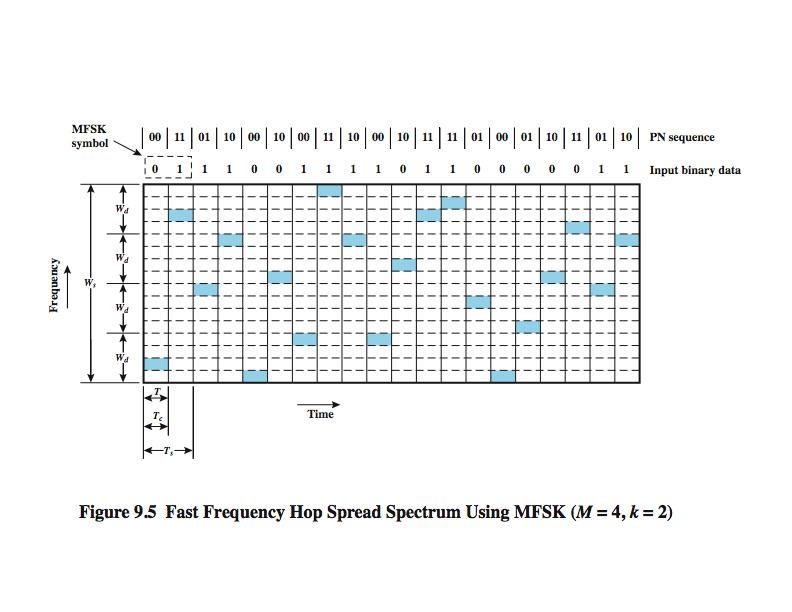 MFSK
symbol
00 11 01 10 00 10 00 11 10 00 10 11 11 01 00 01 10 11 01 10 PN sequence
0 1 1 1 0 0 1 1 1 1 0 1 1 0 0 0 0 0 1 1 Input binary data
Wd
Wd
Ws
Wd
Wd
Frequency
T
Tc
Ts
Time
Figure 9.5 Fast Frequency Hop Spread Spectrum Using MFSK (M = 4, k = 2)